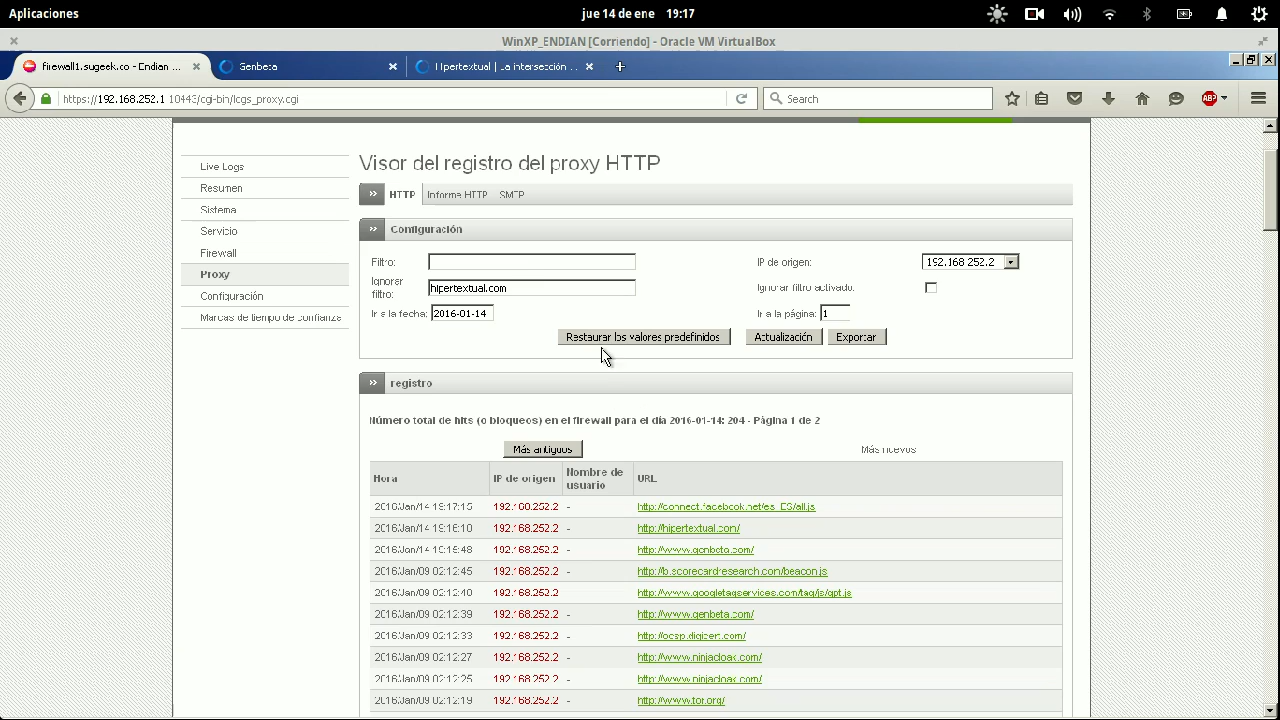 Aplicaciones
jue 14 de ene 19:17
WinXP_ENDIAN [Corriendo] - Oracle VM VirtualBox
firewall1.sugeek.co - Endian ...
Genbeta
Hipertextual | La intersección ...
https://192.168.252.1:10443/cgi-bin/logs_proxy.cgi
Search
ABP
Visor del registro del proxy HTTP
Live Logs
Resumen
Sistema
Servicio
Firewall
Proxy
Configuración
Marcas de tiempo de confianza
HTTP Informe HTTP SMTP
Configuración
Filtro:
IP de origen: 192.168.252.2
Ignorar filtro: hipertextual.com
Ignorar filtro activado:
Ir a la fecha: 2016-01-14
Ir a la página: 1
Restaurar los valores predefinidos Actualización Exportar
registro
Número total de hits (o bloqueos) en el firewall para el día 2016-01-14: 204 - Página 1 de 2
Más antiguos Más nuevos
Hora IP de origen Nombre de usuario URL
2016/Jan/14 19:17:15 192.168.252.2 - http://connect.facebook.net/es_ES/all.js
2016/Jan/14 19:16:10 192.168.252.2 - http://hipertextual.com/
2016/Jan/14 19:15:48 192.168.252.2 - http://www.genbeta.com/
2016/Jan/09 02:12:45 192.168.252.2 - http://b.scorecardresearch.com/beacon.js
2016/Jan/09 02:12:40 192.168.252.2 http://www.googletagservices.com/tag/js/gpt.js
2016/Jan/09 02:12:39 192.168.252.2 - http://www.genbeta.com/
2016/Jan/09 02:12:33 192.168.252.2 - http://ocsp.digicert.com/
2016/Jan/09 02:12:27 192.168.252.2 - http://www.ninjacloak.com/
2016/Jan/09 02:12:25 192.168.252.2 - http://www.ninjacloak.com/
2016/Jan/09 02:12:19 192.168.252.2 - http://www.tor.org/